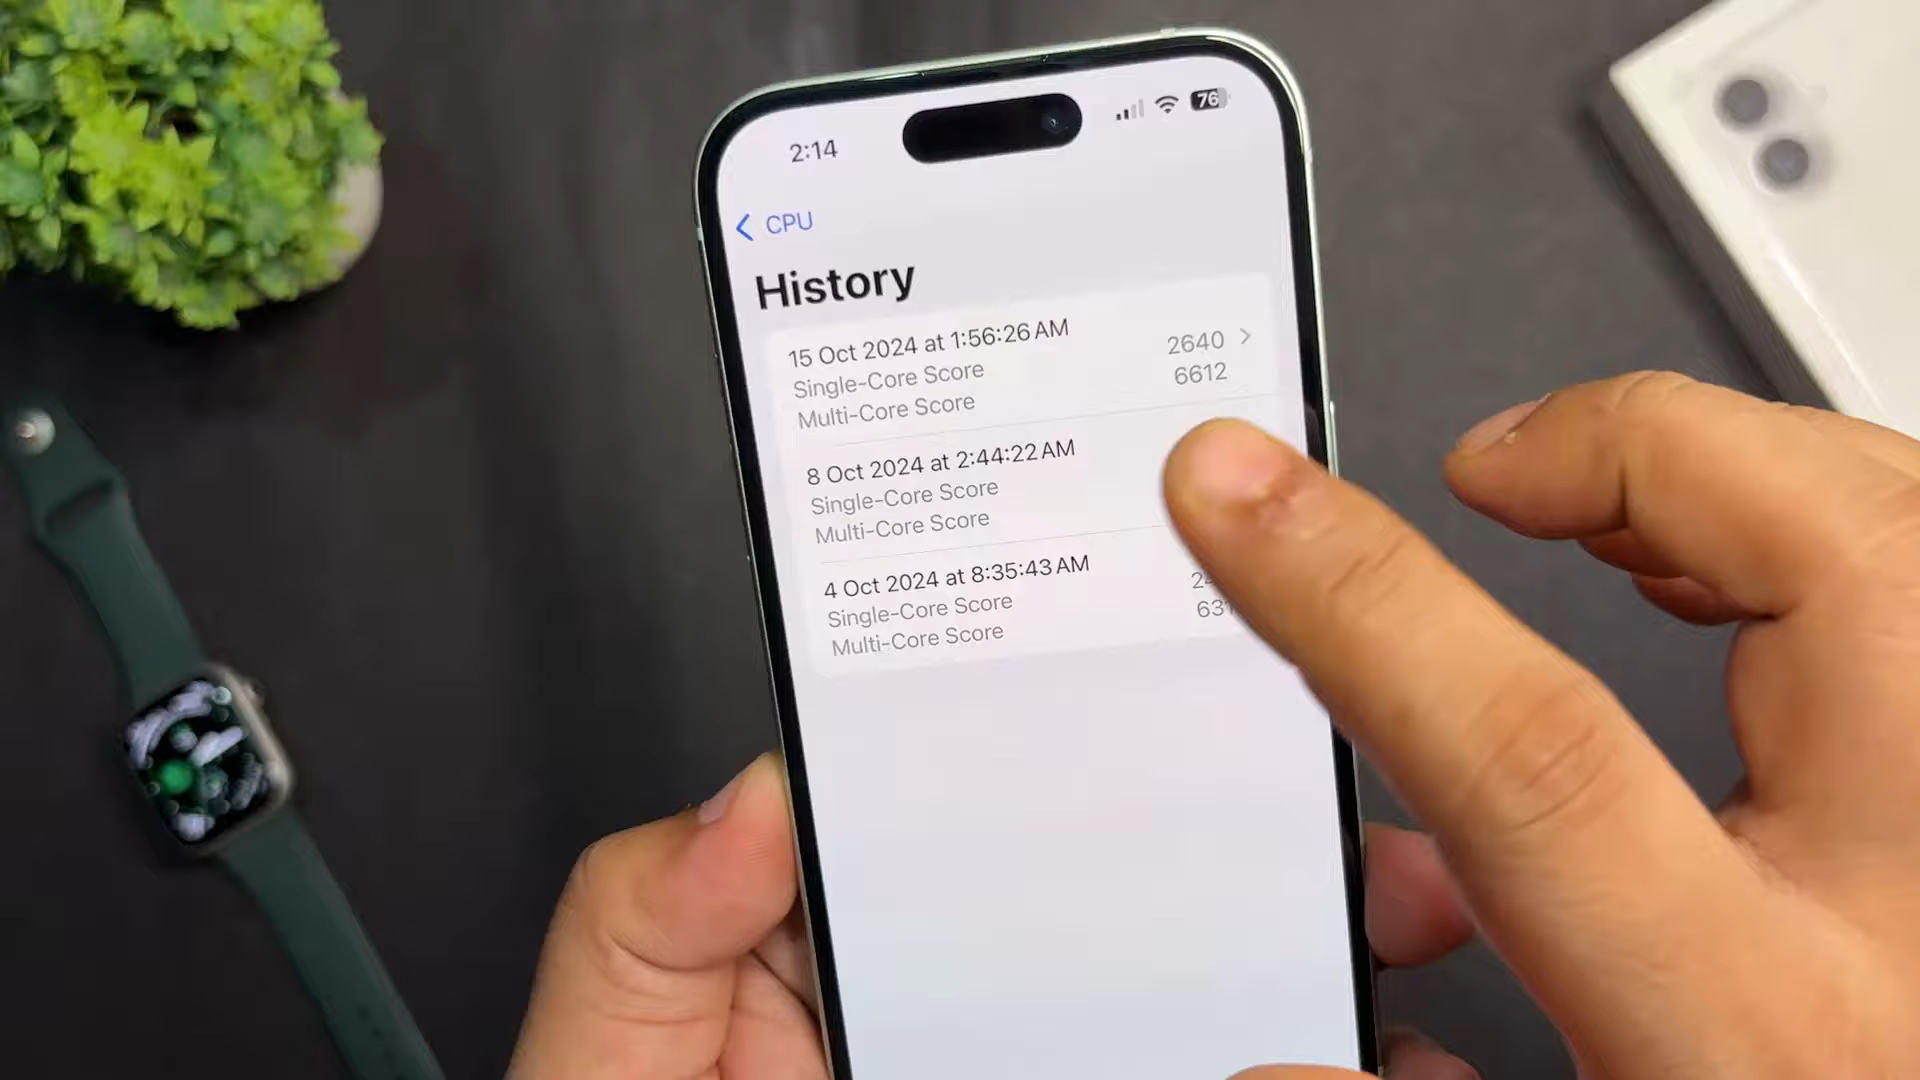 2:14
76
CPU
History
15 Oct 2024 at 1:56:26 AM
Single-Core Score 2640
Multi-Core Score 6612
8 Oct 2024 at 2:44:22 AM
Single-Core Score
Multi-Core Score
4 Oct 2024 at 8:35:43 AM
Single-Core Score
Multi-Core Score